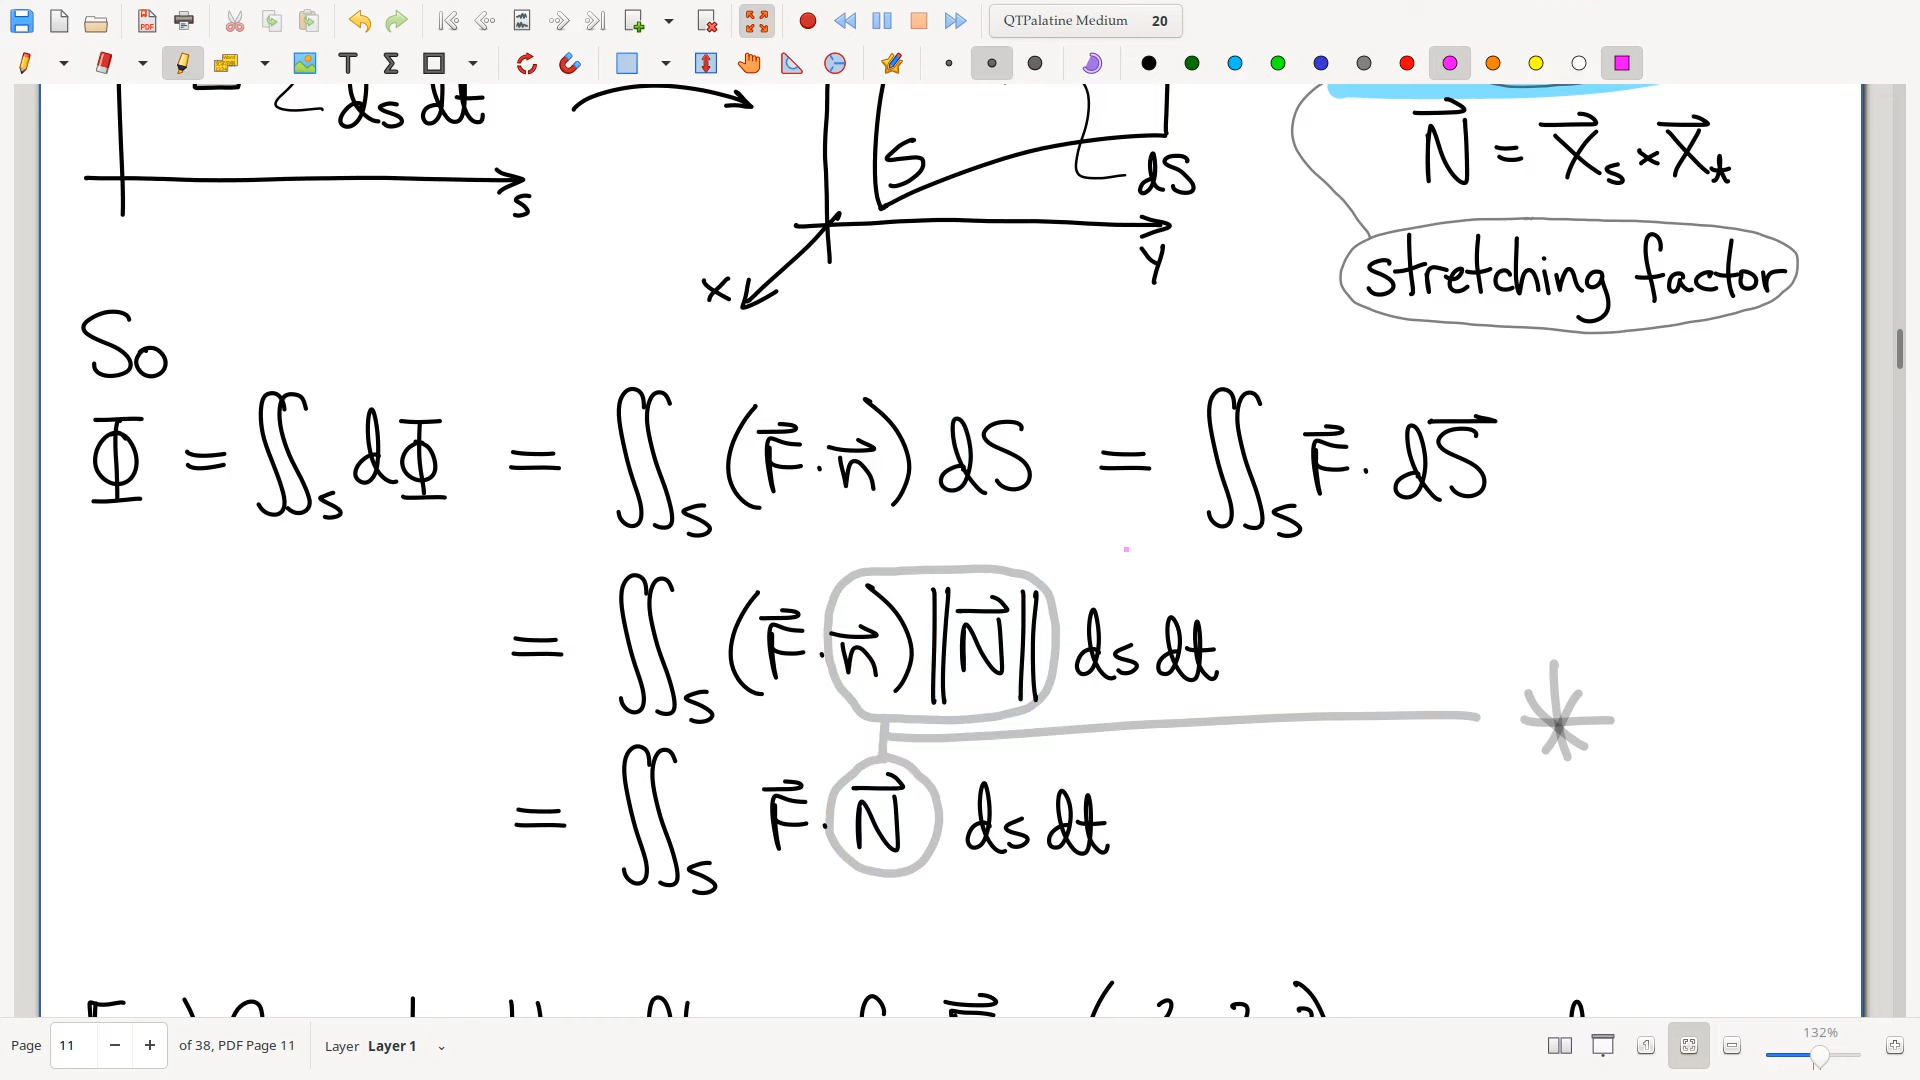 QTPalatine Medium 20
ds dt
s
S
dS
x
y
N⃗ = X⃗ₛ × X⃗ₜ
stretching factor
So
Φ = ∬ₛ dΦ = ∬ₛ (F⃗ · n⃗) dS = ∬ₛ F⃗ · dS⃗
= ∬ₛ (F⃗ · n⃗) ‖N⃗‖ ds dt
*
= ∬ₛ F⃗ · N⃗ ds dt
Page 11 of 38, PDF Page 11 Layer Layer 1 132%